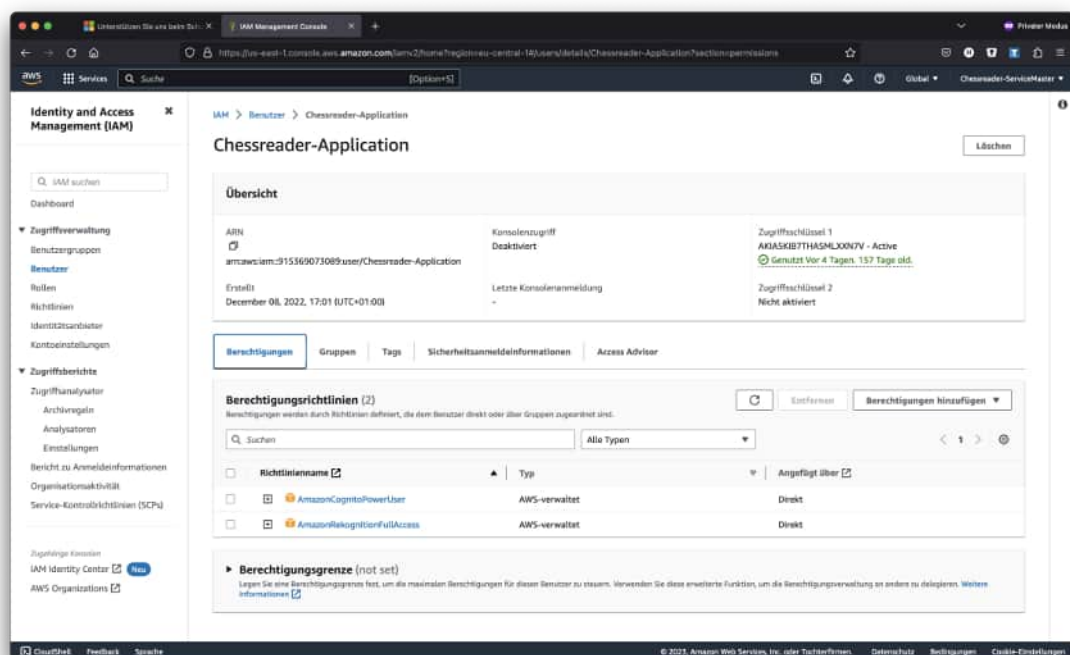 Unterstützen Sie uns beim
IAM Management Console
Privater Modus
https://us-east-1.console.aws.amazon.com/iamv2/home?region=eu-central-1#/users/details/Chessreader-Application?section=permissions
aws
Services
Suche
[Option+S]
Global
Chessreader-ServiceMaster
Identity and Access
Management (IAM)
IAM suchen
Dashboard
Zugriffsverwaltung
Benutzergruppen
Benutzer
Rollen
Richtlinien
Identitätsanbieter
Kontoeinstellungen
Zugriffsberichte
Zugriffsanalysator
Archivregeln
Analysatoren
Einstellungen
Bericht zu Anmeldeinformationen
Organisationsaktivität
Service-Kontrollrichtlinien (SCPs)
Zugehörige Konsolen
IAM Identity Center
Neu
AWS Organizations
IAM > Benutzer > Chessreader-Application
Chessreader-Application
Löschen
Übersicht
ARN
arn:aws:iam::915369073089:user/Chessreader-Application
Erstellt
December 08, 2022, 17:01 (UTC+01:00)
Konsolenzugriff
Deaktiviert
Letzte Konsolenanmeldung
-
Zugriffsschlüssel 1
AKIA5KIB7THASMLXXN7V - Active
Genutzt Vor 4 Tagen. 157 Tage old.
Zugriffsschlüssel 2
Nicht aktiviert
Berechtigungen
Gruppen
Tags
Sicherheitsanmeldeinformationen
Access Advisor
Berechtigungsrichtlinien (2)
Berechtigungen werden durch Richtlinien definiert, die dem Benutzer direkt oder über Gruppen zugeordnet sind.
Entfernen
Berechtigungen hinzufügen
Suchen
Alle Typen
1
Richtlinienname
Typ
Angefügt über
AmazonCognitoPowerUser
AWS-verwaltet
Direkt
AmazonRekognitionFullAccess
AWS-verwaltet
Direkt
Berechtigungsgrenze (not set)
Legen Sie eine Berechtigungsgrenze fest, um die maximalen Berechtigungen für diesen Benutzer zu steuern. Verwenden Sie diese erweiterte Funktion, um die Berechtigungsverwaltung an andere zu delegieren. Weitere
Informationen
CloudShell
Feedback
Sprache
© 2023, Amazon Web Services, Inc. oder Tochterfirmen.
Datenschutz
Bedingungen
Cookie-Einstellungen